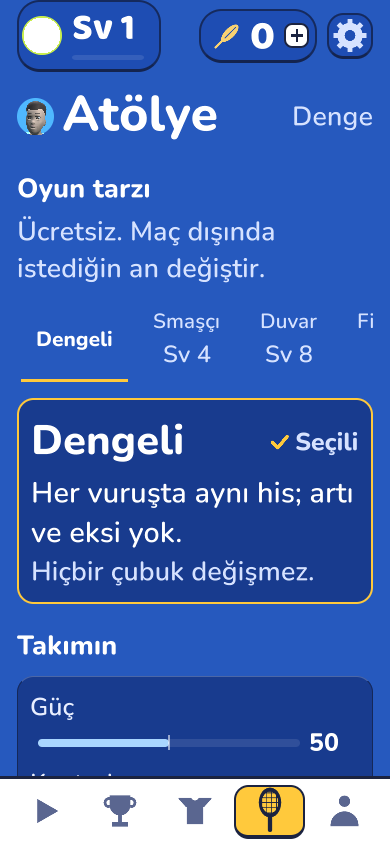 Sv 1
0
Atölye
Denge
Oyun tarzı
Ücretsiz. Maç dışında
istediğin an değiştir.
Dengeli
Smaşçı
Sv 4
Duvar
Sv 8
Fi
Dengeli
Seçili
Her vuruşta aynı his; artı
ve eksi yok.
Hiçbir çubuk değişmez.
Takımın
Güç
50